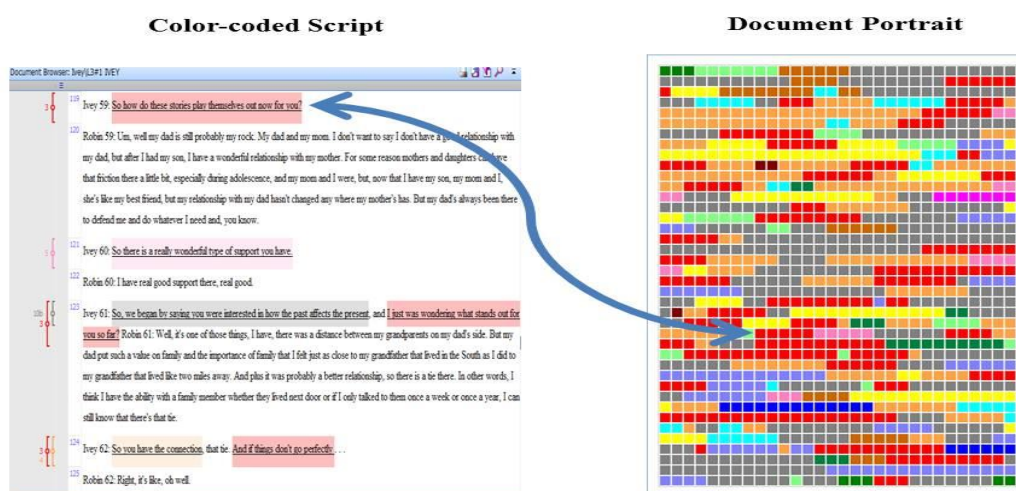 Color-coded Script
Document Portrait
Document Browser: Ivey\L3#1 IVEY
119 Ivey 59: So how do these stories play themselves out now for you?
3
120 Robin 59: Um, well my dad is still probably my rock. My dad and my mom. I don't want to say I don't have a good relationship with
my dad, but after I had my son, I have a wonderful relationship with my mother. For some reason mothers and daughters can have
that friction there a little bit, especially during adolescence, and my mom and I were, but, now that I have my son, my mom and I,
she's like my best friend, but my relationship with my dad hasn't changed any where my mother's has. But my dad's always been there
to defend me and do whatever I need and, you know.
121 Ivey 60: So there is a really wonderful type of support you have.
5
122 Robin 60: I have real good support there, real good.
123 Ivey 61: So, we began by saying you were interested in how the past affects the present, and I just was wondering what stands out for
10b
3
you so far? Robin 61: Well, it's one of those things, I have, there was a distance between my grandparents on my dad's side. But my
dad put such a value on family and the importance of family that I felt just as close to my grandfather that lived in the South as I did to
my grandfather that lived like two miles away. And plus it was probably a better relationship, so there is a tie there. In other words, I
think I have the ability with a family member whether they lived next door or if I only talked to them once a week or once a year, I can
still know that there's that tie.
124 Ivey 62: So you have the connection, that tie. And if things don't go perfectly . . .
3
4
125 Robin 62: Right, it's like, oh well.